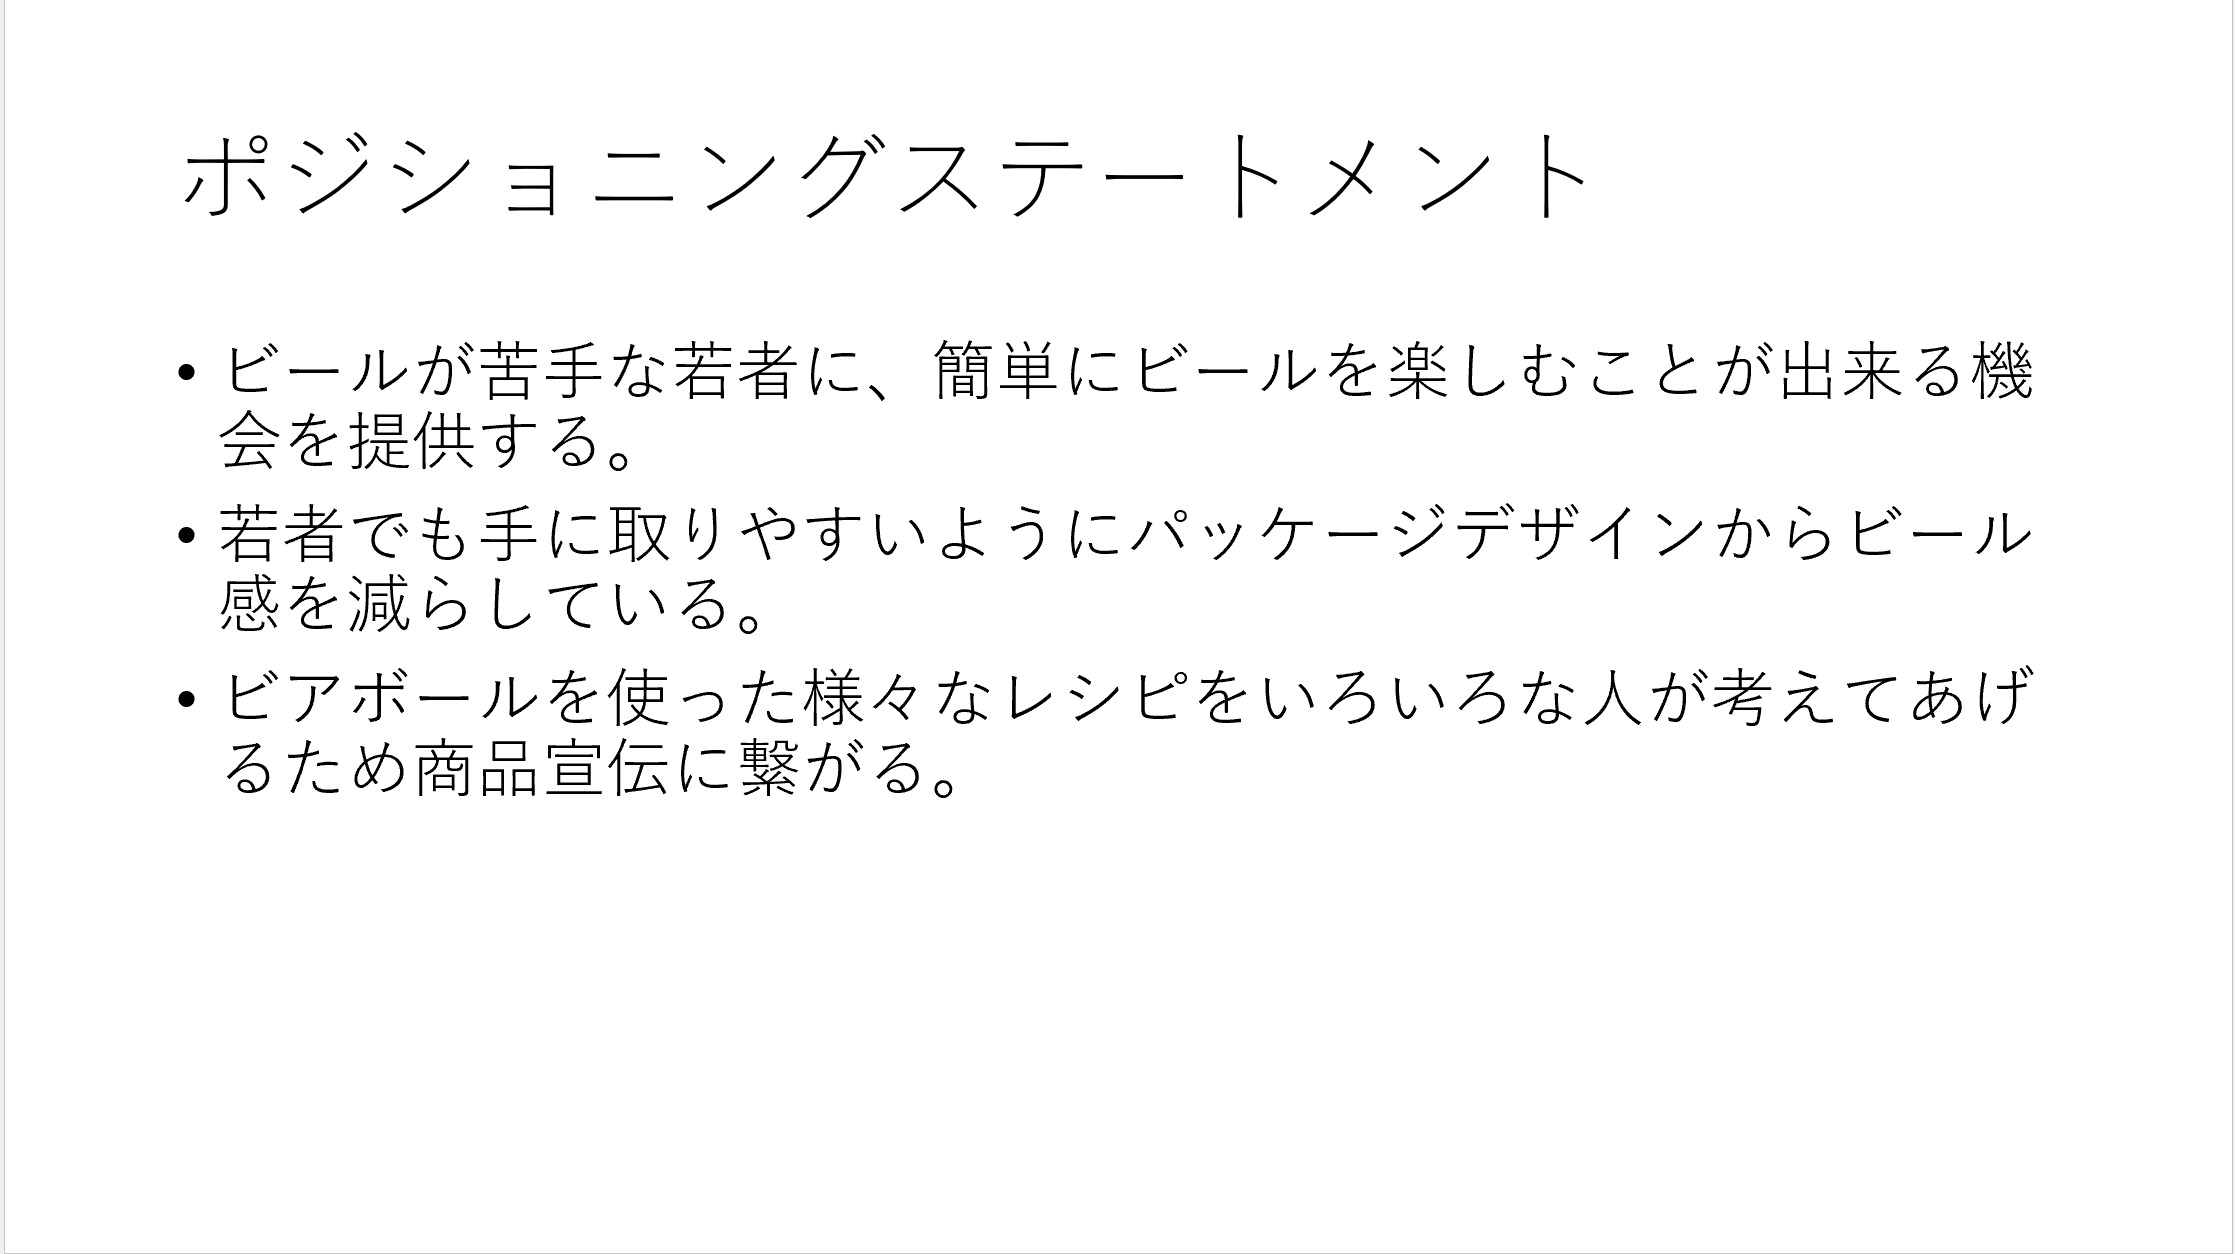 ポジショニングステートメント
• ビールが苦手な若者に、簡単にビールを楽しむことが出来る機
会を提供する。
• 若者でも手に取りやすいようにパッケージデザインからビール
感を減らしている。
• ビアボールを使った様々なレシピをいろいろな人が考えてあげ
るため商品宣伝に繋がる。